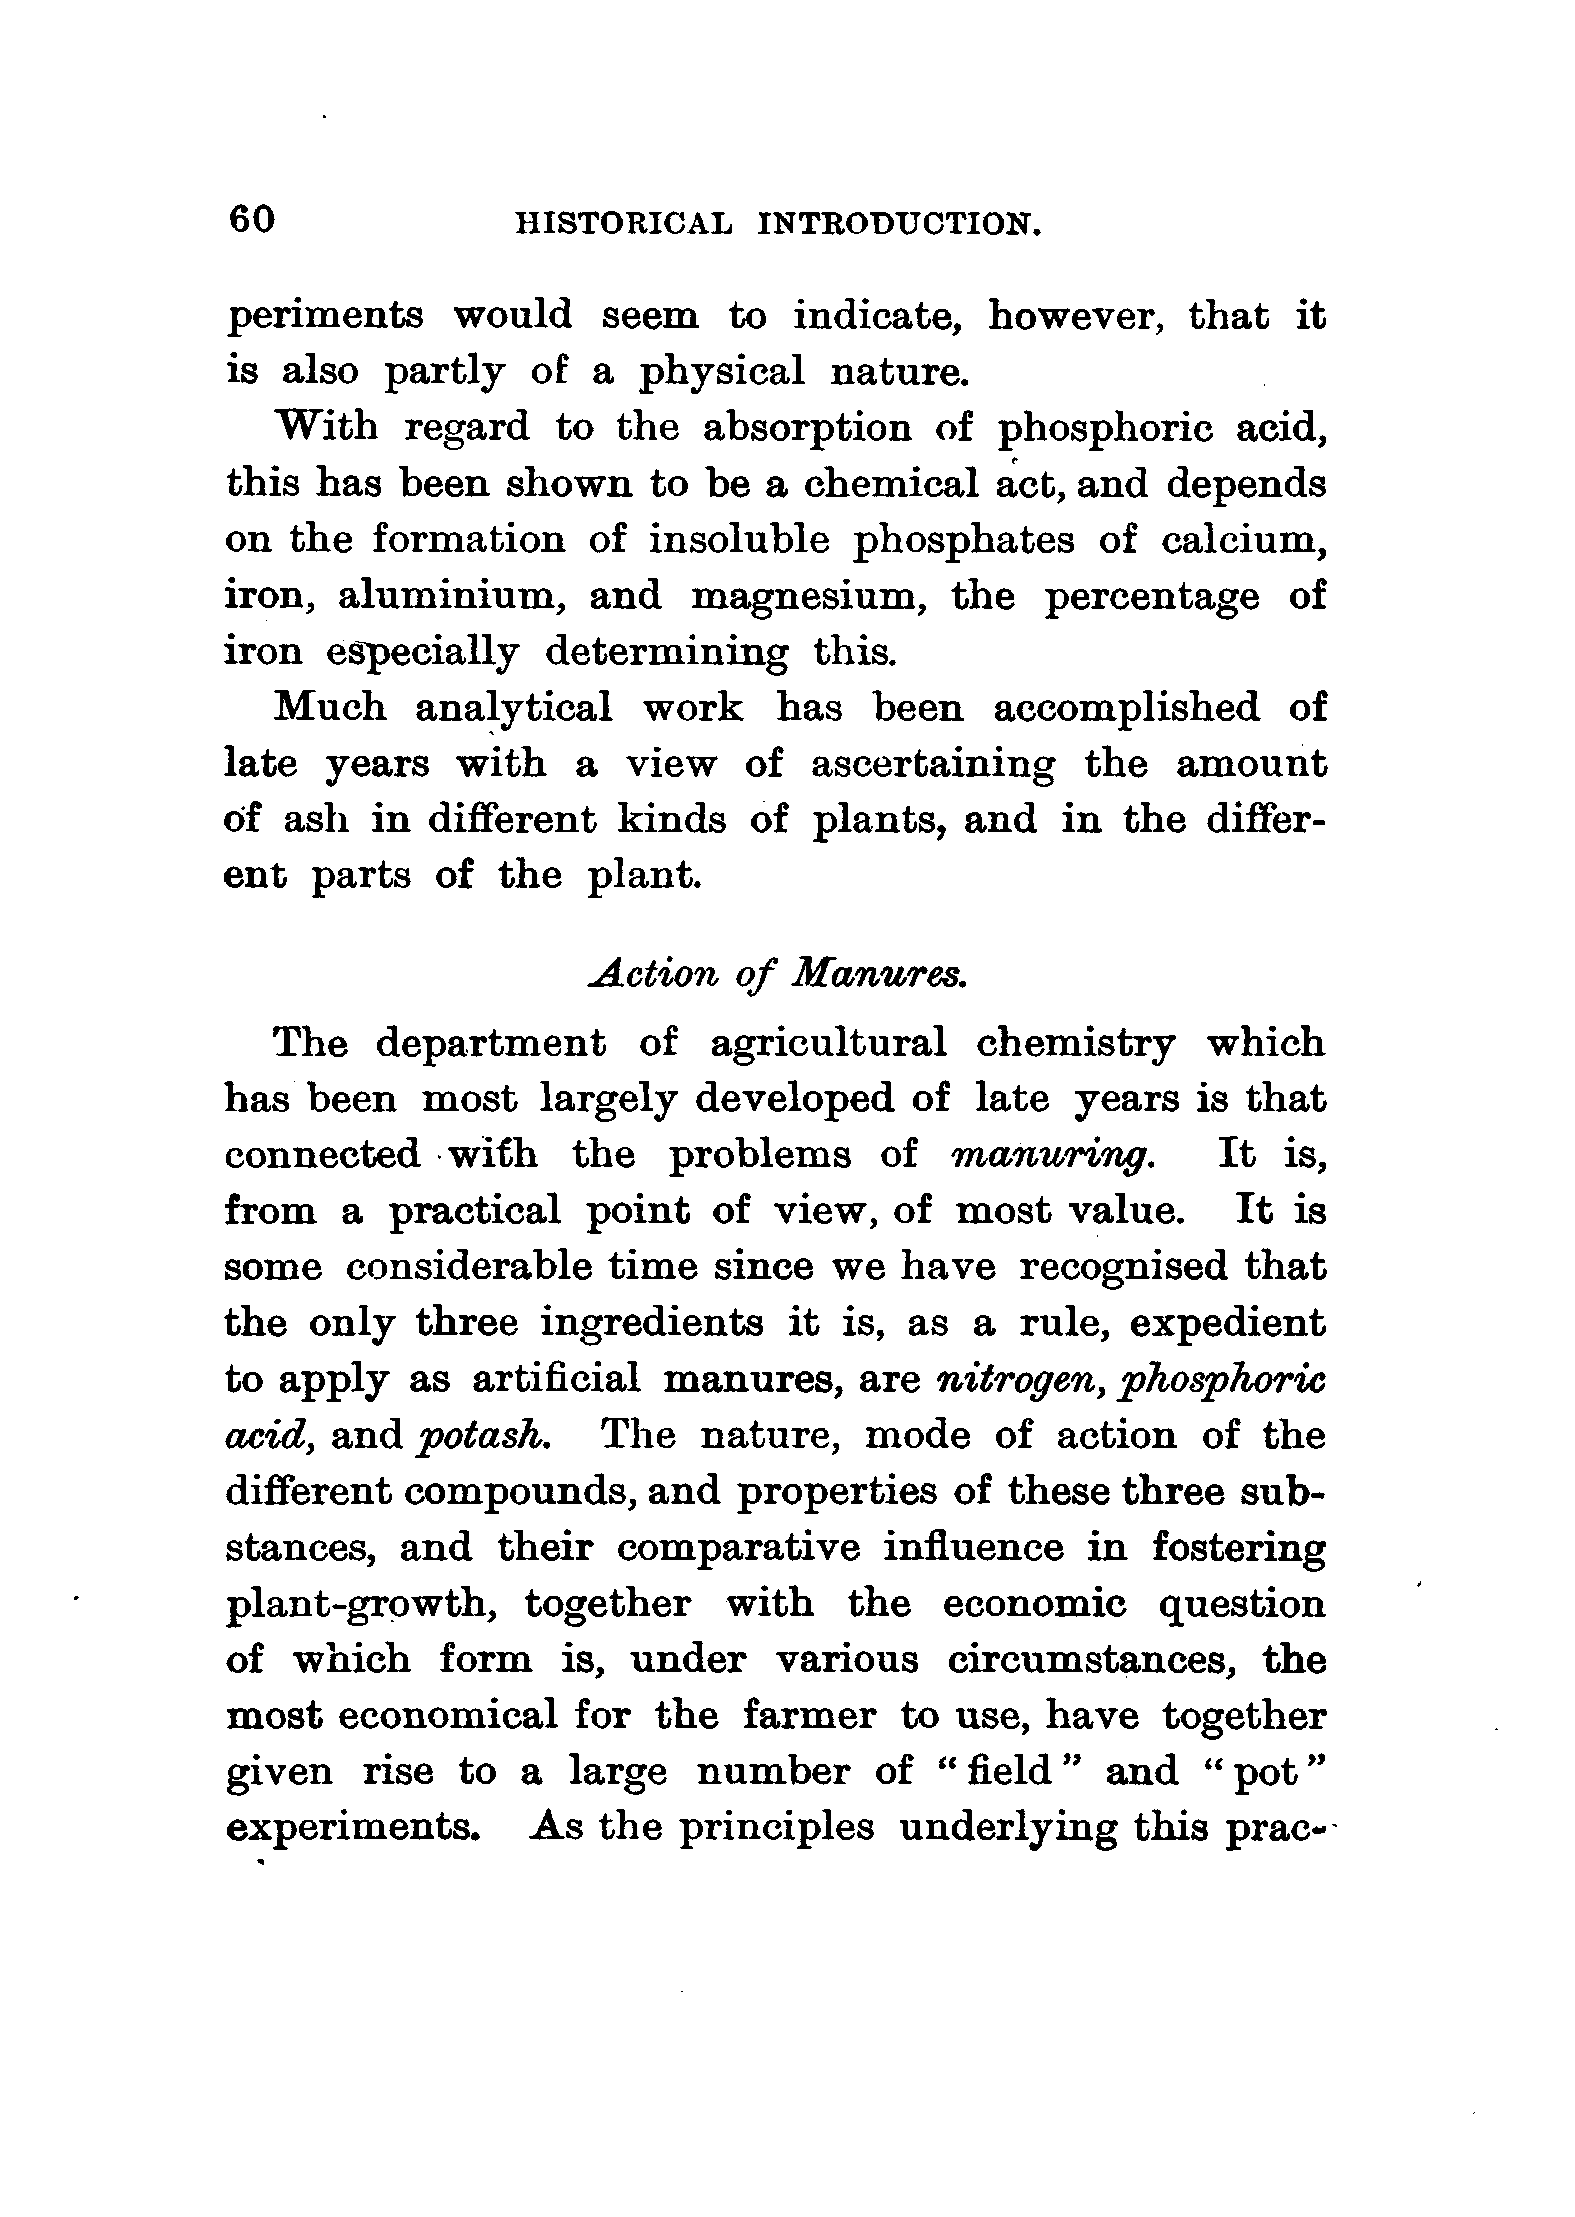 60 HISTORICAL INTRODUCTION.
periments would seem to indicate, however, that it
is also partly of a physical nature.
With regard to the absorption of phosphoric acid,
this has been shown to be a chemical act, and depends
on the formation of insoluble phosphates of calcium,
iron, aluminium, and magnesium, the percentage of
iron especially determining this.
Much analytical work has been accomplished of
late years with a view of ascertaining the amount
of ash in different kinds of plants, and in the differ-
ent parts of the plant.
Action of Manures.
The department of agricultural chemistry which
has been most largely developed of late years is that
connected with the problems of manuring. It is,
from a practical point of view, of most value. It is
some considerable time since we have recognised that
the only three ingredients it is, as a rule, expedient
to apply as artificial manures, are nitrogen, phosphoric
acid, and potash. The nature, mode of action of the
different compounds, and properties of these three sub-
stances, and their comparative influence in fostering
plant-growth, together with the economic question
of which form is, under various circumstances, the
most economical for the farmer to use, have together
given rise to a large number of “field” and “pot”
experiments. As the principles underlying this prac-